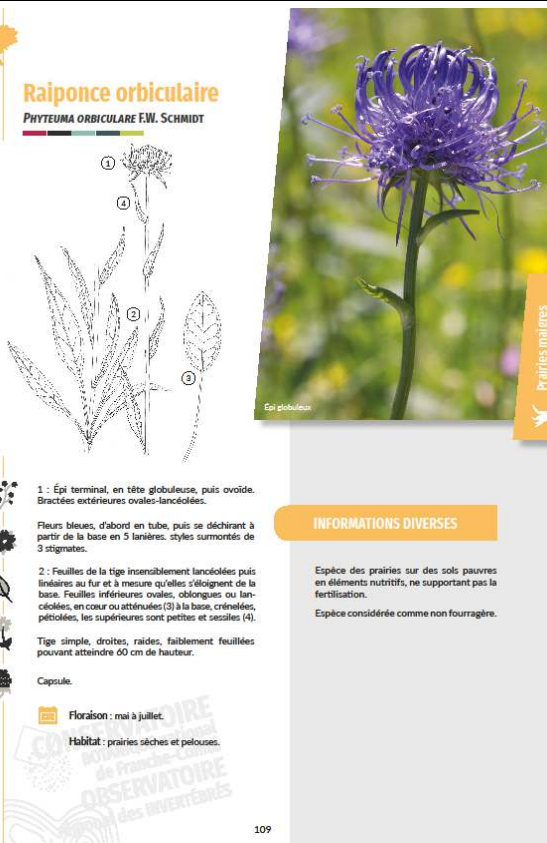 Raiponce orbiculaire
PHYTEUMA ORBICULARE F.W. SCHMIDT
1
4
2
3
Épi globuleux
Prairies maigres
1 : Épi terminal, en tête globuleuse, puis ovoïde.
Bractées extérieures ovales-lancéolées.
Fleurs bleues, d'abord en tube, puis se déchirant à
partir de la base en 5 lanières. styles surmontés de
3 stigmates.
2 : Feuilles de la tige insensiblement lancéolées puis
linéaires au fur et à mesure qu'elles s'éloignent de la
base. Feuilles inférieures ovales, oblongues ou lan-
céolées, en cœur ou atténuées (3) à la base, crénelées,
pétiolées, les supérieures sont petites et sessiles (4).
Tige simple, droites, raides, faiblement feuillées
pouvant atteindre 60 cm de hauteur.
Capsule.
Floraison : mai à juillet.
Habitat : prairies sèches et pelouses.
INFORMATIONS DIVERSES
Espèce des prairies sur des sols pauvres
en éléments nutritifs, ne supportant pas la
fertilisation.
Espèce considérée comme non fourragère.
CONSERVATOIRE
BOTANIQUE national
de Franche-Comté
OBSERVATOIRE
régional des INVERTÉBRÉS
109